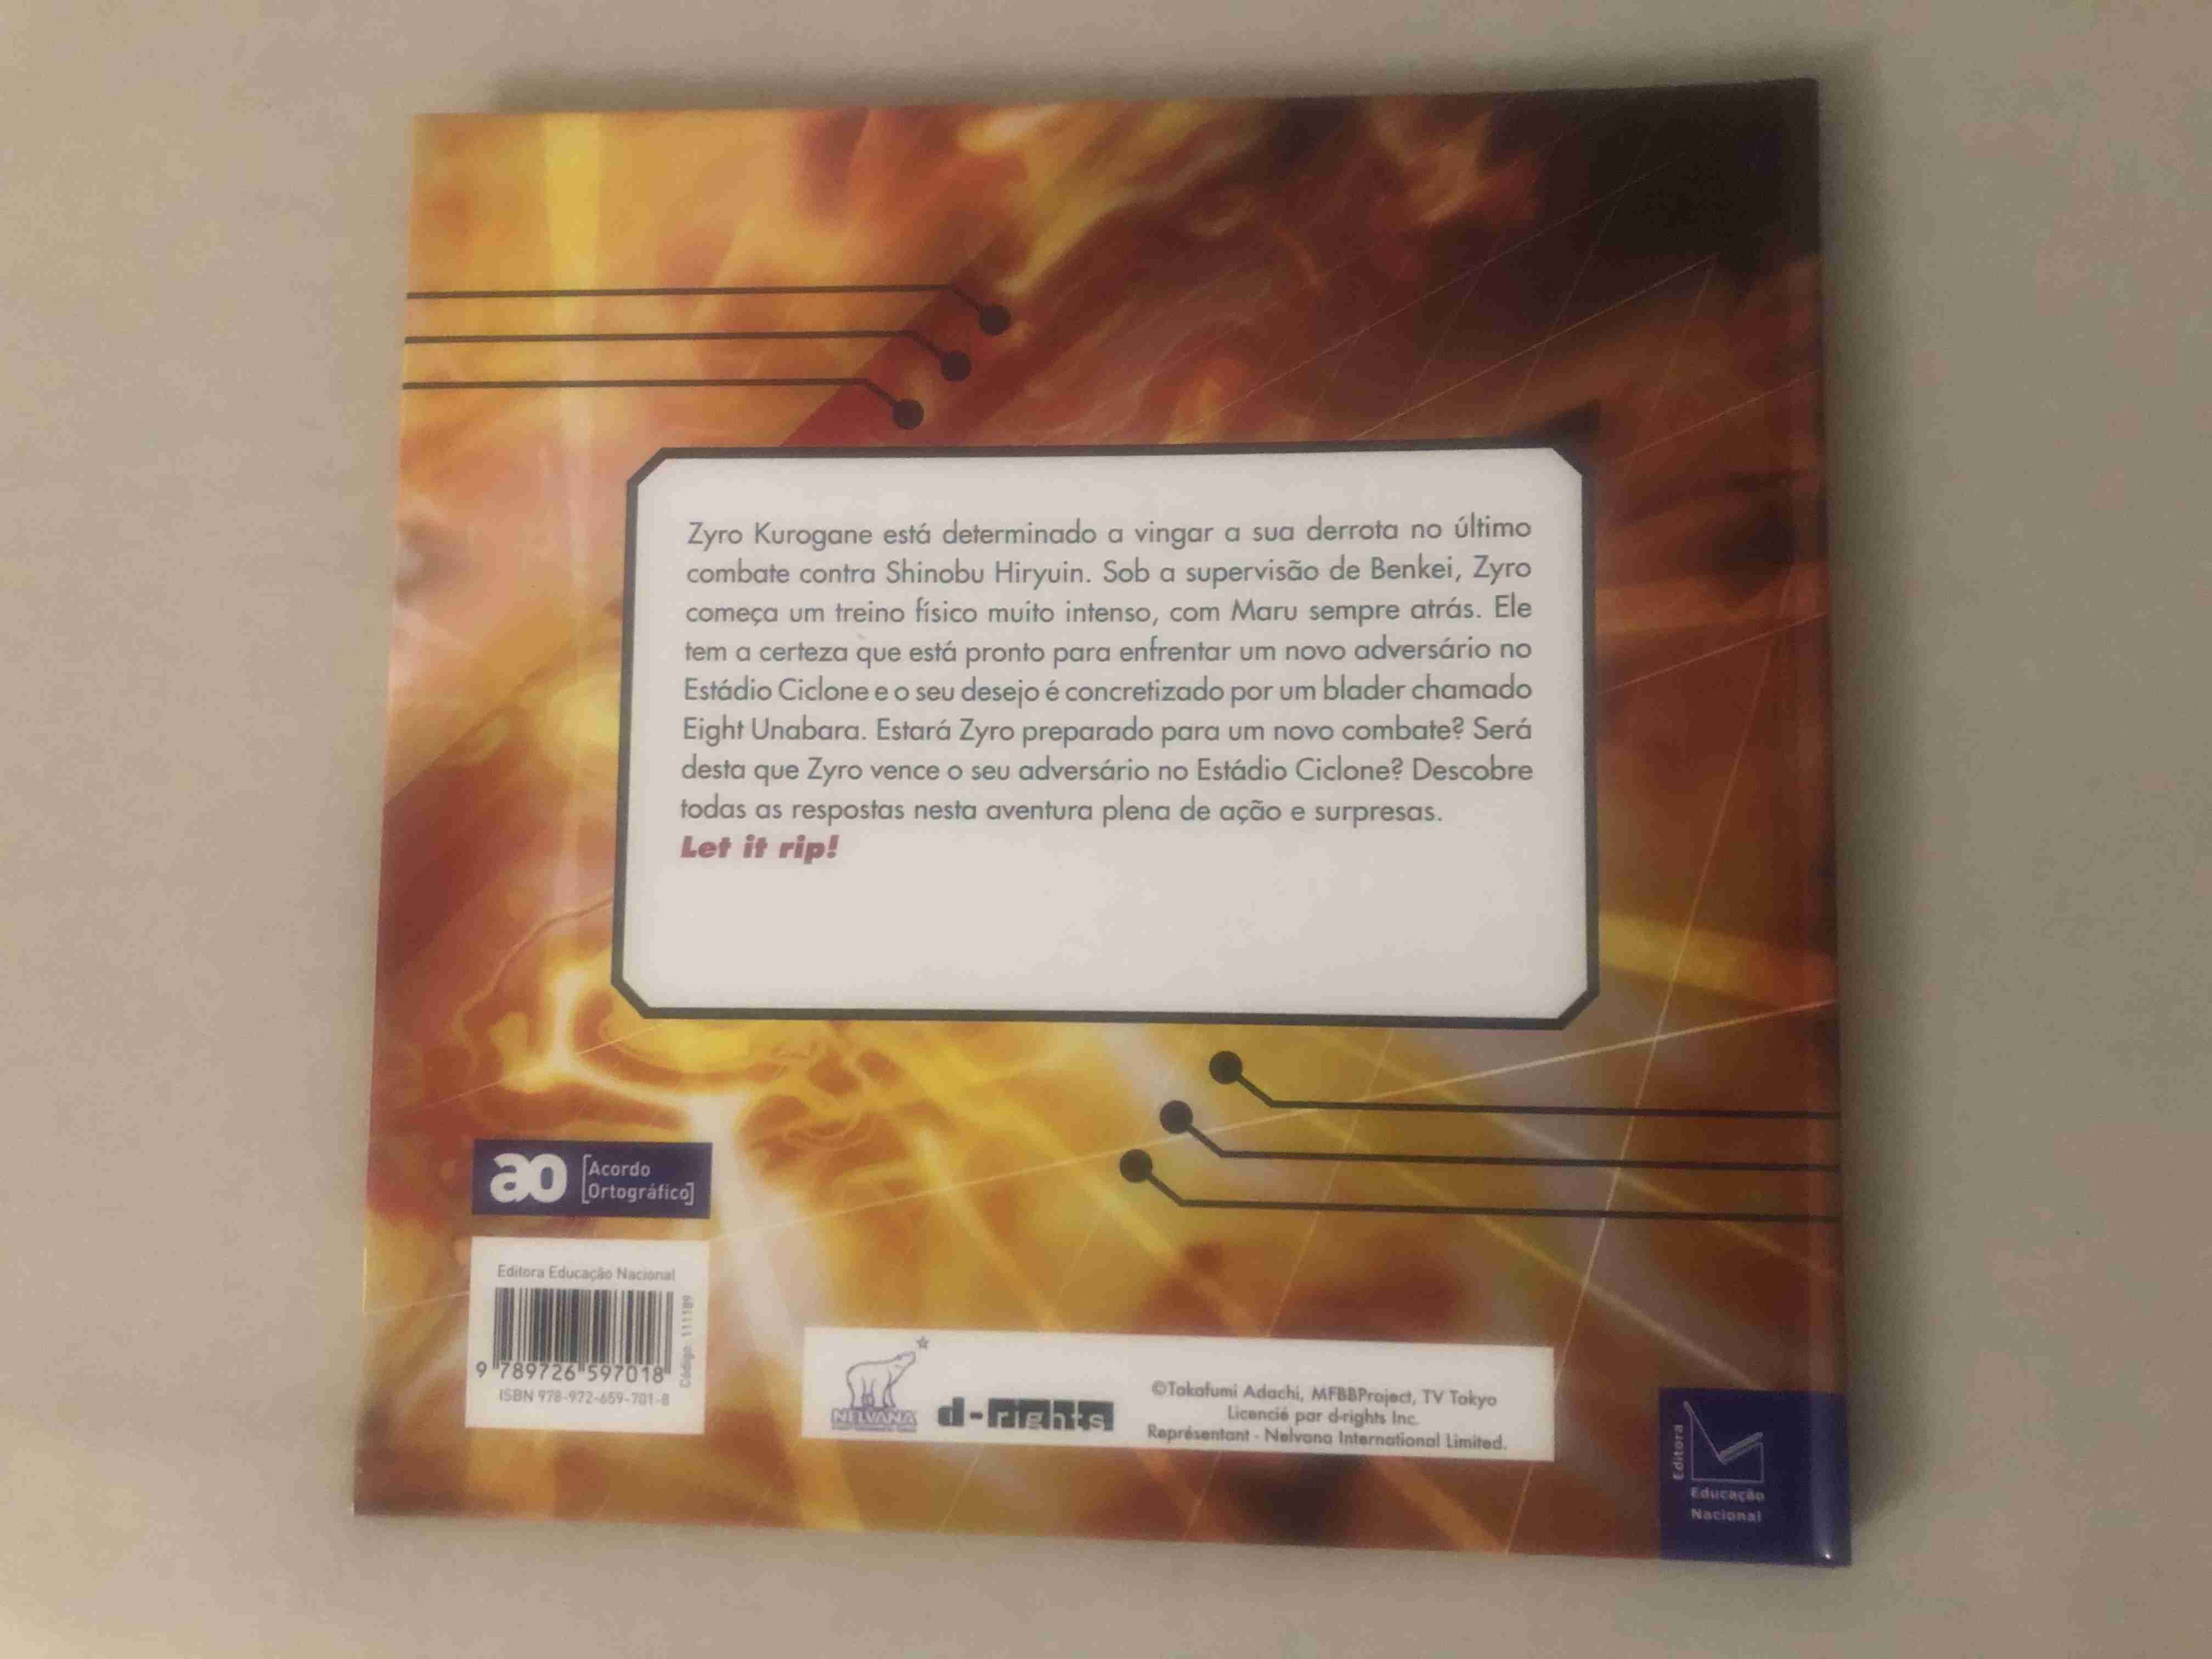 Zyro Kurogane está determinado a vingar a sua derrota no último
combate contra Shinobu Hiryuin. Sob a supervisão de Benkei, Zyro
começa um treino físico muito intenso, com Maru sempre atrás. Ele
tem a certeza que está pronto para enfrentar um novo adversário no
Estádio Ciclone e o seu desejo é concretizado por um blader chamado
Eight Unabara. Estará Zyro preparado para um novo combate? Será
desta que Zyro vence o seu adversário no Estádio Ciclone? Descobre
todas as respostas nesta aventura plena de ação e surpresas.
Let it rip!
ao [Acordo
Ortográfico]
Editora Educação Nacional
Código: 111189
9 789726 597018
ISBN 978-972-659-701-8
NELVANA
d-rights
©Takafumi Adachi, MFBBProject, TV Tokyo
Licencié par d-rights Inc.
Représentant - Nelvana International Limited.
Editora
Educação
Nacional